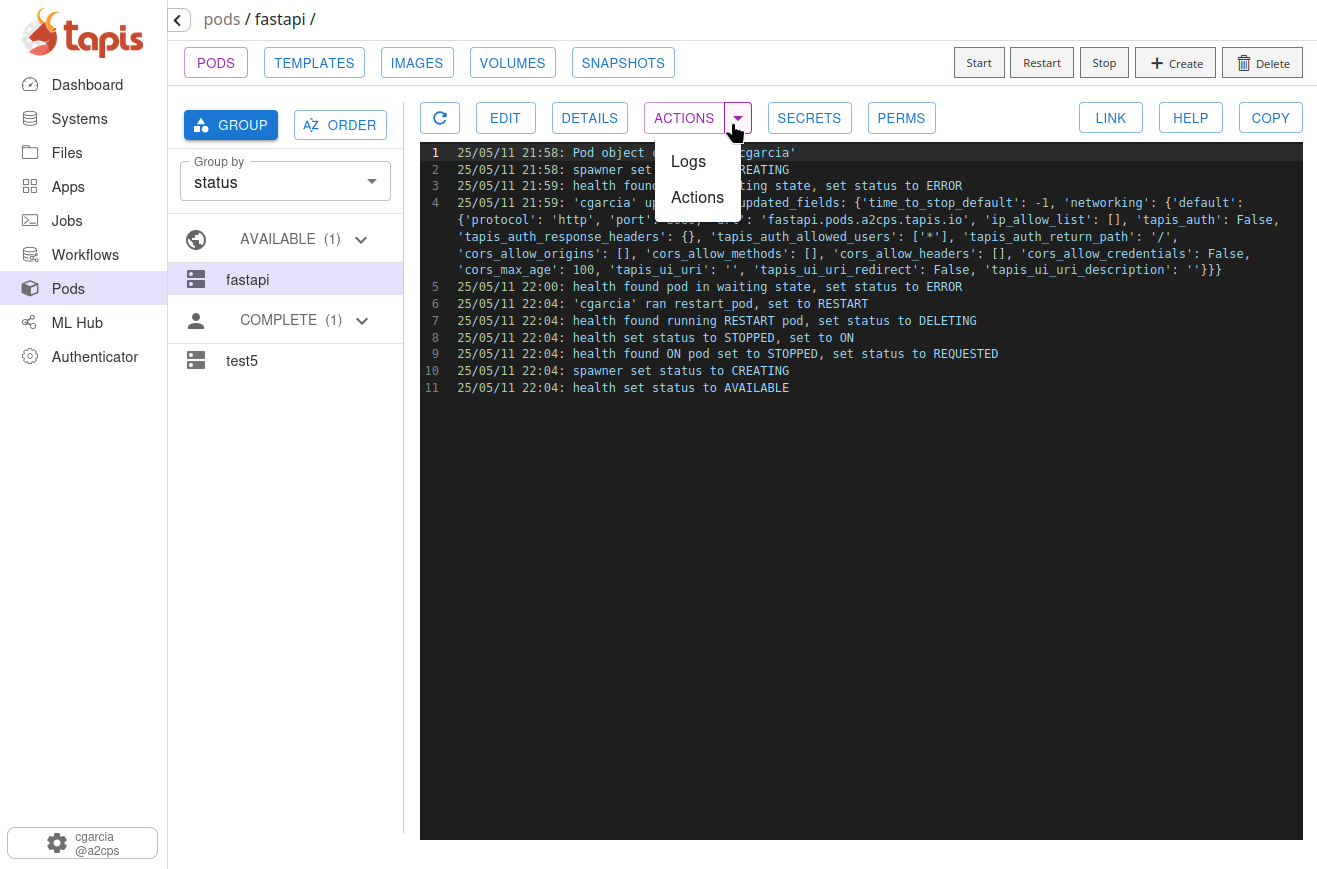 tapis
pods / fastapi /
PODS TEMPLATES IMAGES VOLUMES SNAPSHOTS Start Restart Stop + Create Delete
Dashboard
Systems
Files
Apps
Jobs
Workflows
Pods
ML Hub
Authenticator
cgarcia
@a2cps
GROUP AZ ORDER
Group by
status
AVAILABLE (1)
fastapi
COMPLETE (1)
test5
EDIT DETAILS ACTIONS SECRETS PERMS LINK HELP COPY
Logs
Actions
1 25/05/11 21:58: Pod object cgarcia'
2 25/05/11 21:58: spawner set
3 25/05/11 21:59: health found state, set status to ERROR
4 25/05/11 21:59: 'cgarcia' updated_fields: {'time_to_stop_default': -1, 'networking': {'default':
{'protocol': 'http', 'port': 'fastapi.pods.a2cps.tapis.io', 'ip_allow_list': [], 'tapis_auth': False,
'tapis_auth_response_headers': {}, 'tapis_auth_allowed_users': ['*'], 'tapis_auth_return_path': '/',
'cors_allow_origins': [], 'cors_allow_methods': [], 'cors_allow_headers': [], 'cors_allow_credentials': False,
'cors_max_age': 100, 'tapis_ui_uri': '', 'tapis_ui_uri_redirect': False, 'tapis_ui_uri_description': ''}}}
5 25/05/11 22:00: health found pod in waiting state, set status to ERROR
6 25/05/11 22:04: 'cgarcia' ran restart_pod, set to RESTART
7 25/05/11 22:04: health found running RESTART pod, set status to DELETING
8 25/05/11 22:04: health set status to STOPPED, set to ON
9 25/05/11 22:04: health found ON pod set to STOPPED, set status to REQUESTED
10 25/05/11 22:04: spawner set status to CREATING
11 25/05/11 22:04: health set status to AVAILABLE